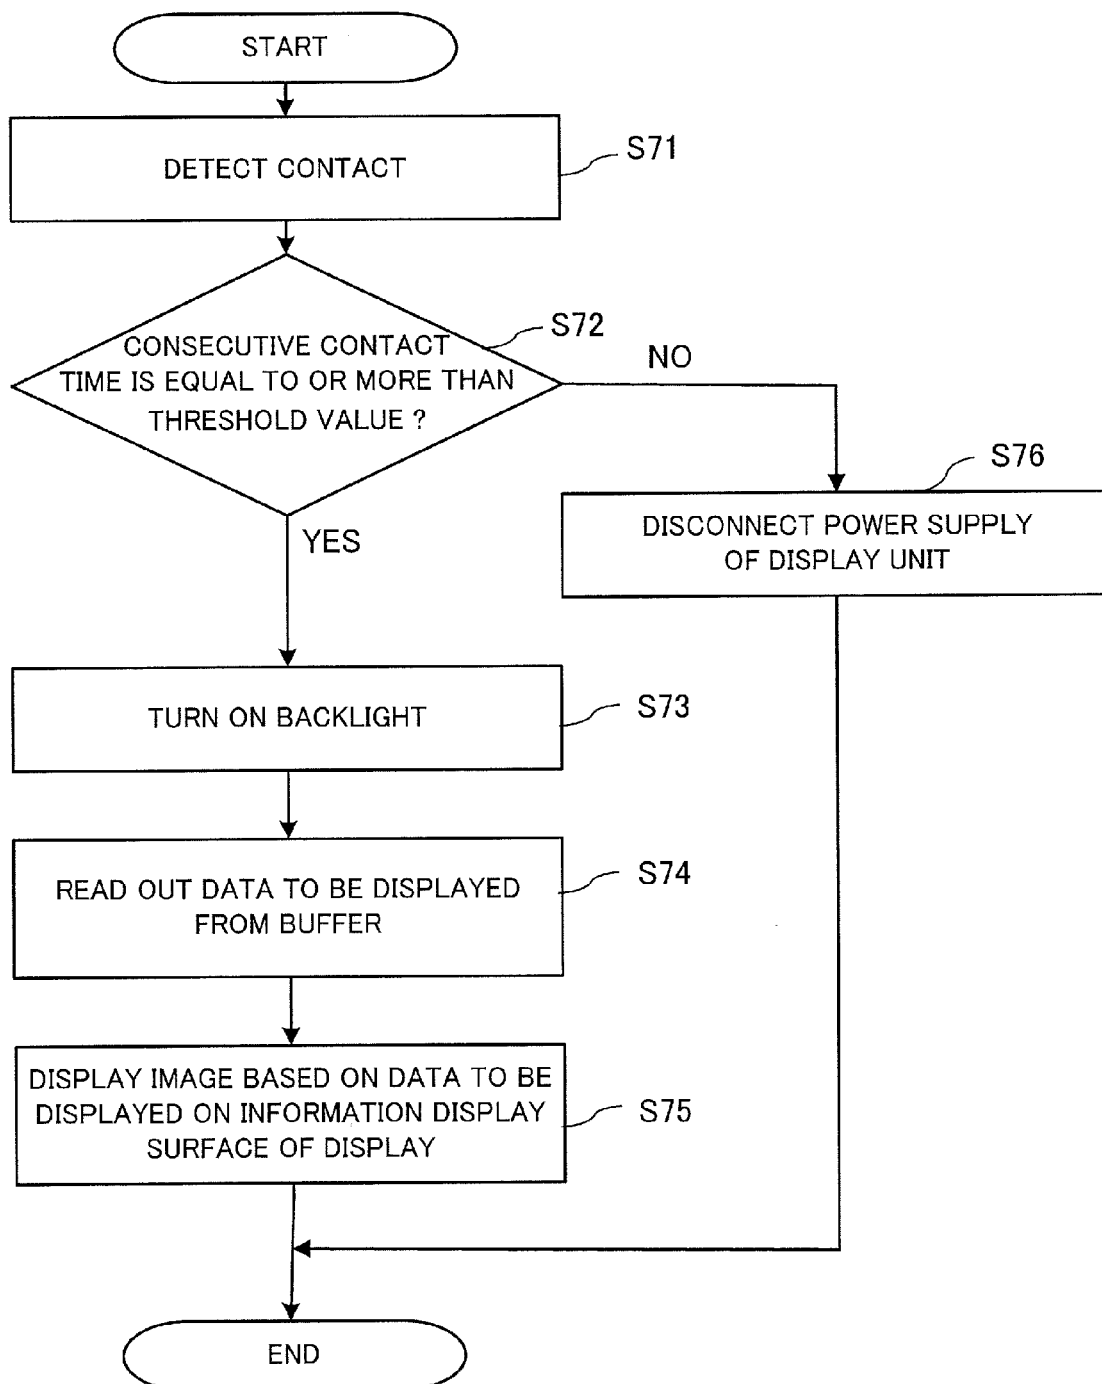 START
DETECT CONTACT
S71
CONSECUTIVE CONTACT
TIME IS EQUAL TO OR MORE THAN
THRESHOLD VALUE ?
S72
NO
YES
S76
DISCONNECT POWER SUPPLY
OF DISPLAY UNIT
TURN ON BACKLIGHT
S73
READ OUT DATA TO BE DISPLAYED
FROM BUFFER
S74
DISPLAY IMAGE BASED ON DATA TO BE
DISPLAYED ON INFORMATION DISPLAY
SURFACE OF DISPLAY
S75
END